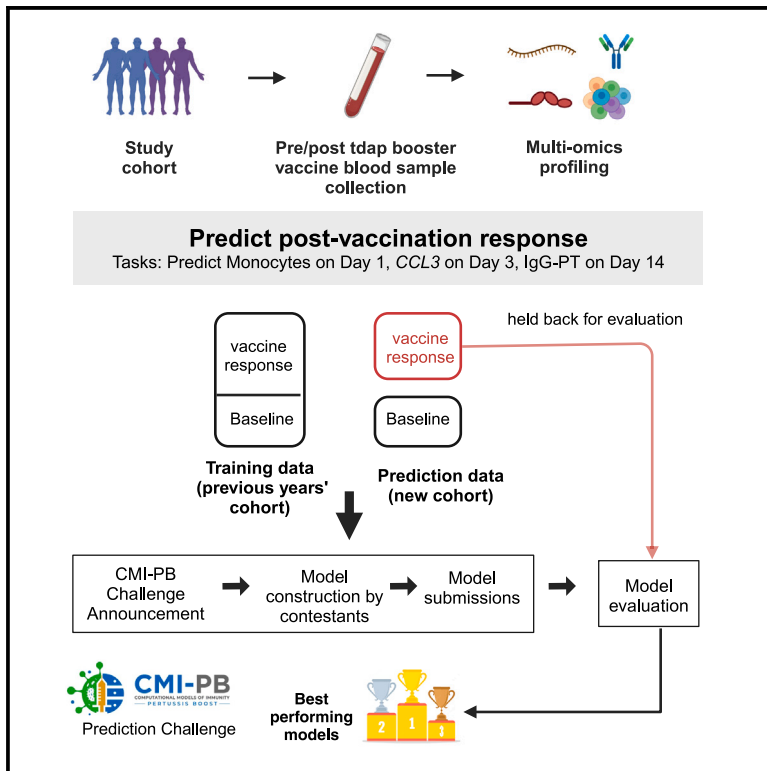 Study
cohort
Pre/post tdap booster
vaccine blood sample
collection
Multi-omics
profiling
Predict post-vaccination response
Tasks: Predict Monocytes on Day 1, CCL3 on Day 3, IgG-PT on Day 14
vaccine
response
Baseline
Training data
(previous years'
cohort)
vaccine
response
Baseline
Prediction data
(new cohort)
held back for evaluation
CMI-PB
Challenge
Announcement
Model
construction by
contestants
Model
submissions
Model
evaluation
CMI-PB
COMPUTATIONAL MODELS OF IMMUNITY
PERTUSSIS BOOST
Prediction Challenge
Best
performing
models
2 1 3